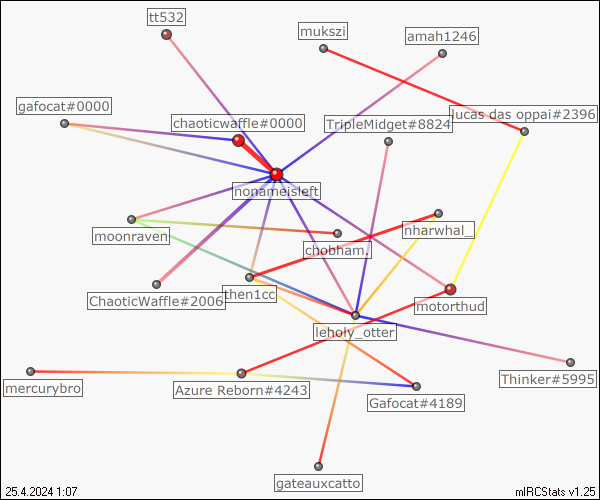 tt532
mukszi
amah1246
gafocat#0000
chaoticwaffle#0000
TripleMidget#8824
lucas das oppai#2396
nonameisleft
moonraven
chobham.
nharwhal_
ChaoticWaffle#2006
then1cc
motorthud
leholy_otter
mercurybro
Azure Reborn#4243
Gafocat#4189
Thinker#5995
gateauxcatto
25.4.2024 1:07
mIRCStats v1.25